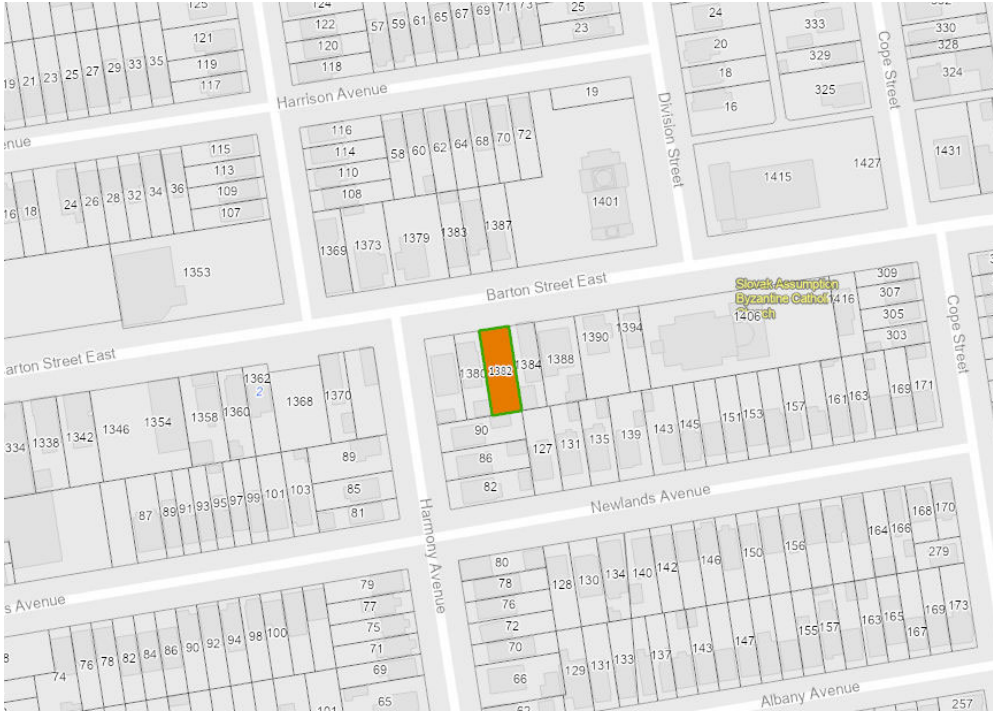 125
121
119
117
124
122
120
118
57 59 61 65 67 69 71 73
25
23
24
20
18
16
333
329
325
330
328
324
19 21 23 25 27 29 33 35
Harrison Avenue
Division Street
Cope Street
enue
115
113
109
107
116
114
110
108
58 60 62 64 68 70 72
19
1401
1415
1427
1431
16 18
24 26 28 32 34 36
1353
1369 1373 1379 1383 1387
Barton Street East
Slovak Assumption
Byzantine Catholic
Church
1406
1416
309
307
305
303
Cope Street
Barton Street East
1380 1382 1384 1388 1390 1394
1362
2
334 1338 1342 1346 1354 1358 1360 1368 1370
90
86
82
127 131 135 139 143 145 151 153 157 161 163 169 171
89
85
81
87 89 91 93 95 97 99 101 103
Harmony Avenue
Newlands Avenue
s Avenue
79
77
75
71
69
65
74 76 78 82 84 86 90 92 94 98 100
101
80
78
76
72
70
66
62
128 130 134 140 142 146 150 156 164 166 168 170
279
129 131 133 137 143 147 155 157 163 165 167 169 173
Albany Avenue
257